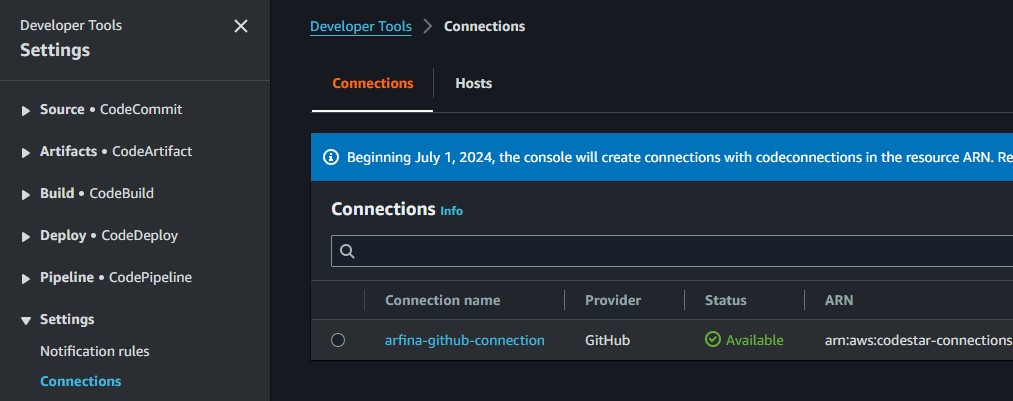 Developer Tools
Settings
Source • CodeCommit
Artifacts • CodeArtifact
Build • CodeBuild
Deploy • CodeDeploy
Pipeline • CodePipeline
Settings
Notification rules
Connections
Developer Tools > Connections
Connections Hosts
Beginning July 1, 2024, the console will create connections with codeconnections in the resource ARN. Re
Connections Info
Connection name Provider Status ARN
arfina-github-connection GitHub Available arn:aws:codestar-connections